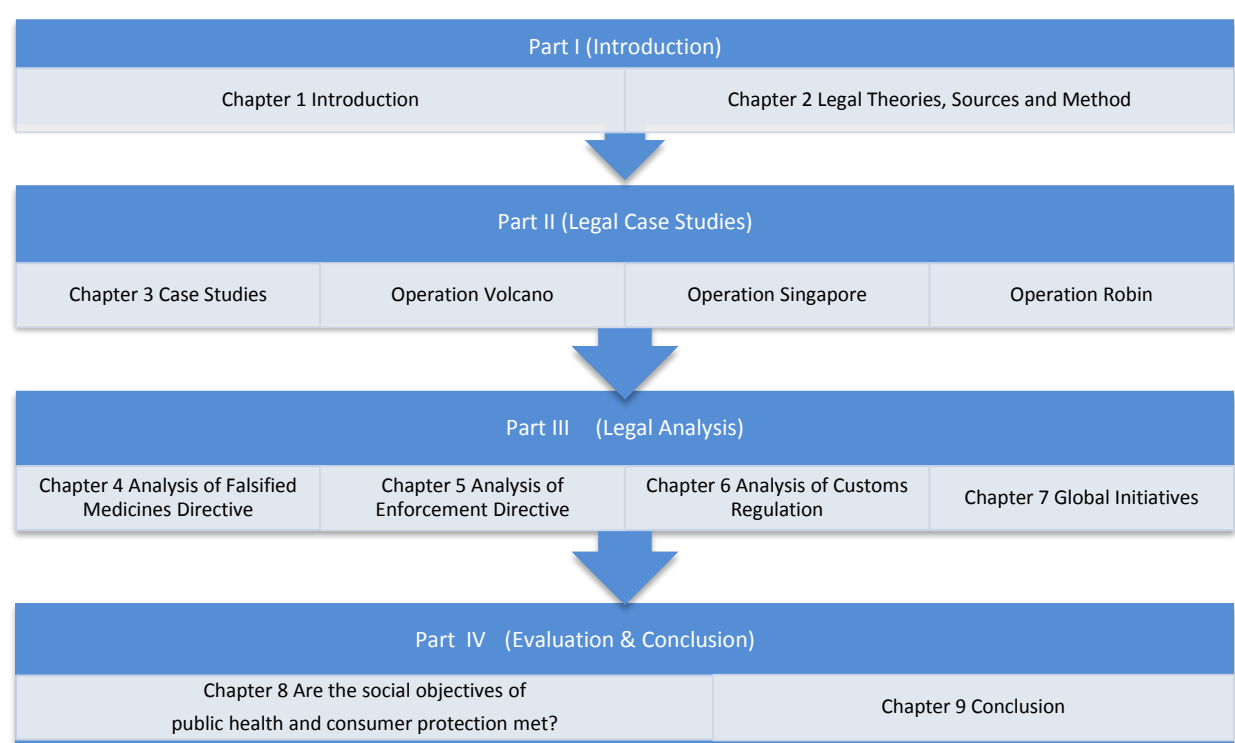 Part I (Introduction)
Chapter 1 Introduction
Chapter 2 Legal Theories, Sources and Method
Part II (Legal Case Studies)
Chapter 3 Case Studies
Operation Volcano
Operation Singapore
Operation Robin
Part III (Legal Analysis)
Chapter 4 Analysis of Falsified
Medicines Directive
Chapter 5 Analysis of
Enforcement Directive
Chapter 6 Analysis of Customs
Regulation
Chapter 7 Global Initiatives
Part IV (Evaluation & Conclusion)
Chapter 8 Are the social objectives of
public health and consumer protection met?
Chapter 9 Conclusion